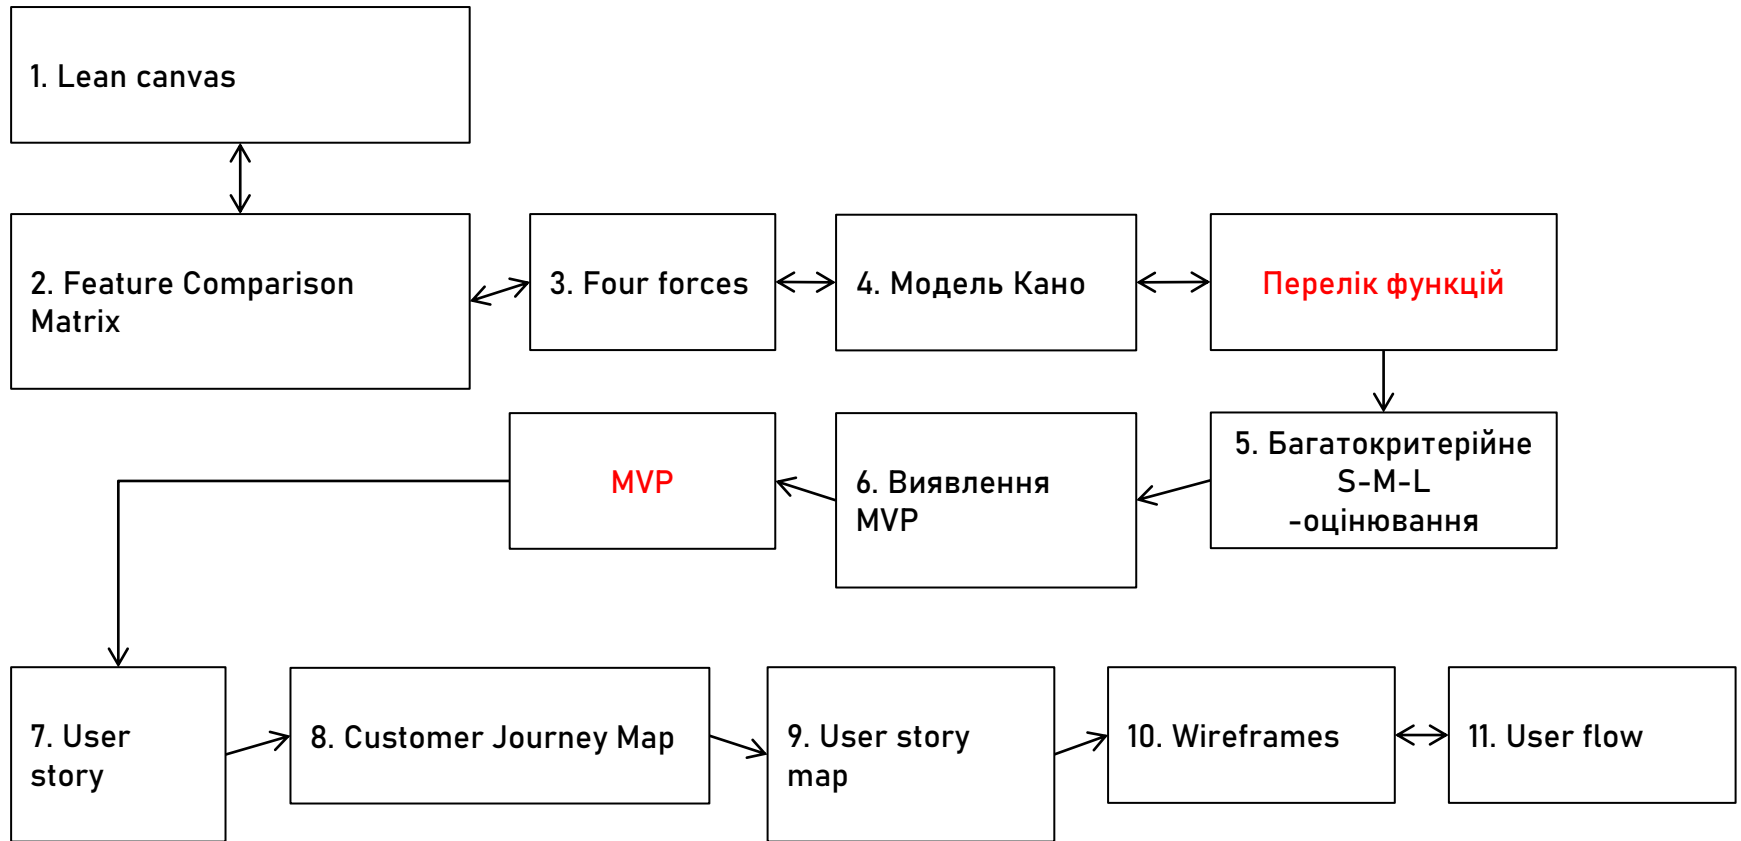 1. Lean canvas
2. Feature Comparison
Matrix
3. Four forces
4. Модель Кано
Перелік функцій
5. Багатокритерійне
S-M-L
-оцінювання
6. Виявлення
MVP
MVP
7. User
story
8. Customer Journey Map
9. User story
map
10. Wireframes
11. User flow